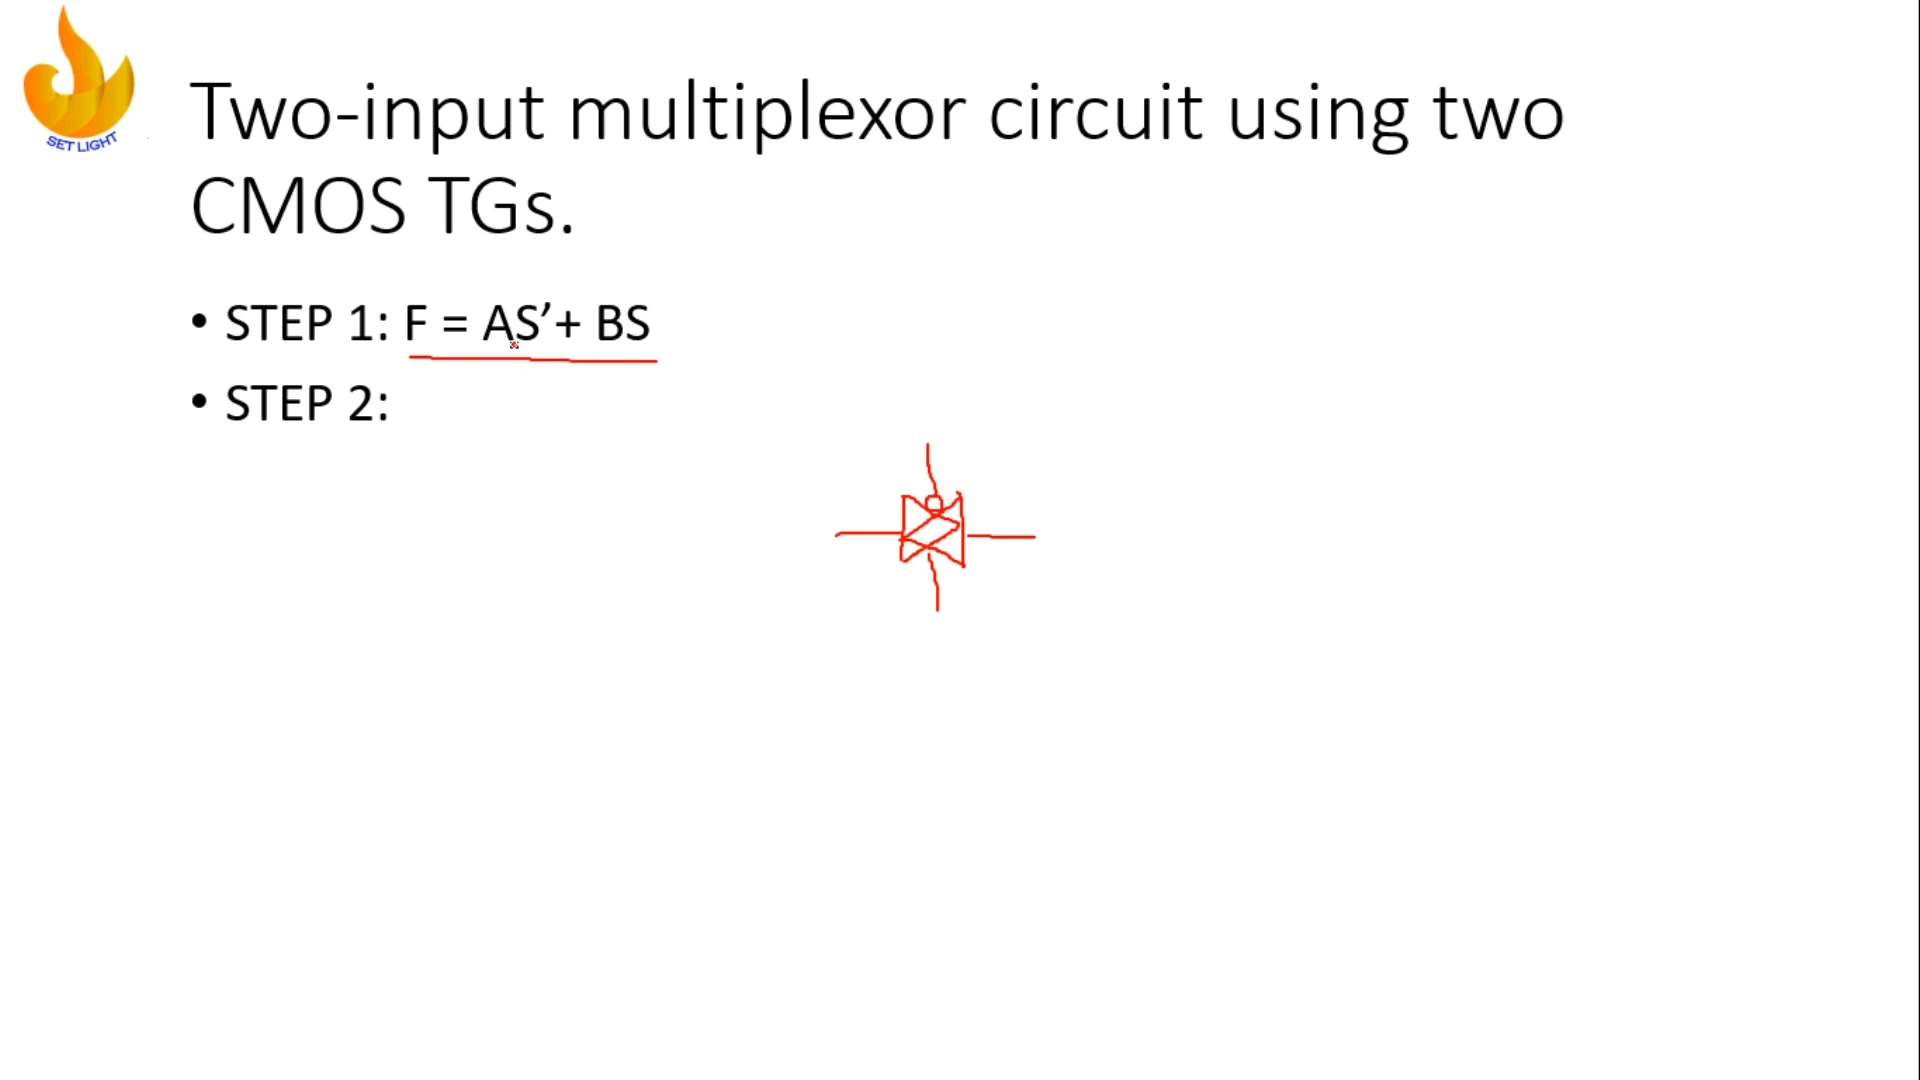 SET LIGHT
Two-input multiplexor circuit using two
CMOS TGs.
• STEP 1: F = AS’+ BS
• STEP 2: